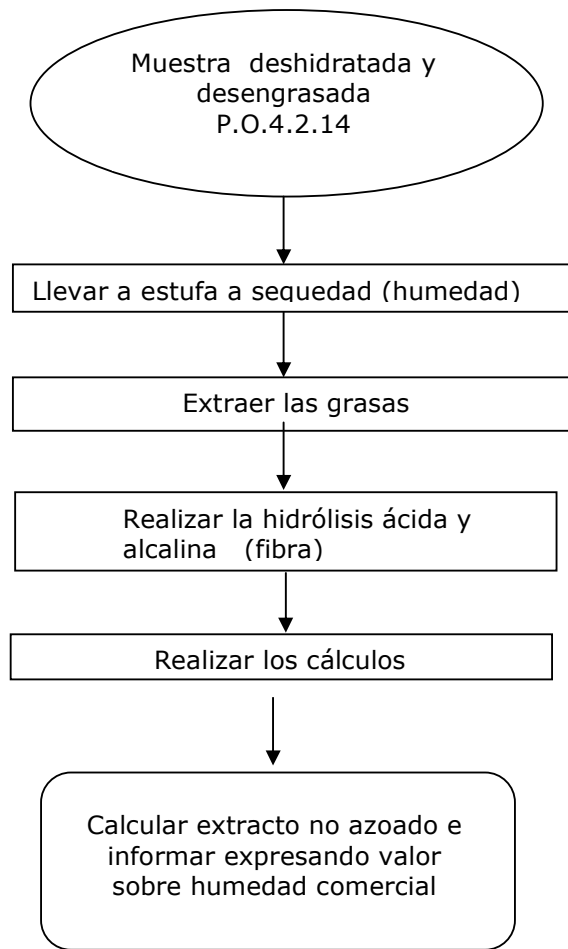 Muestra deshidratada y
desengrasada
P.O.4.2.14
Llevar a estufa a sequedad (humedad)
Extraer las grasas
Realizar la hidrólisis ácida y
alcalina (fibra)
Realizar los cálculos
Calcular extracto no azoado e
informar expresando valor
sobre humedad comercial